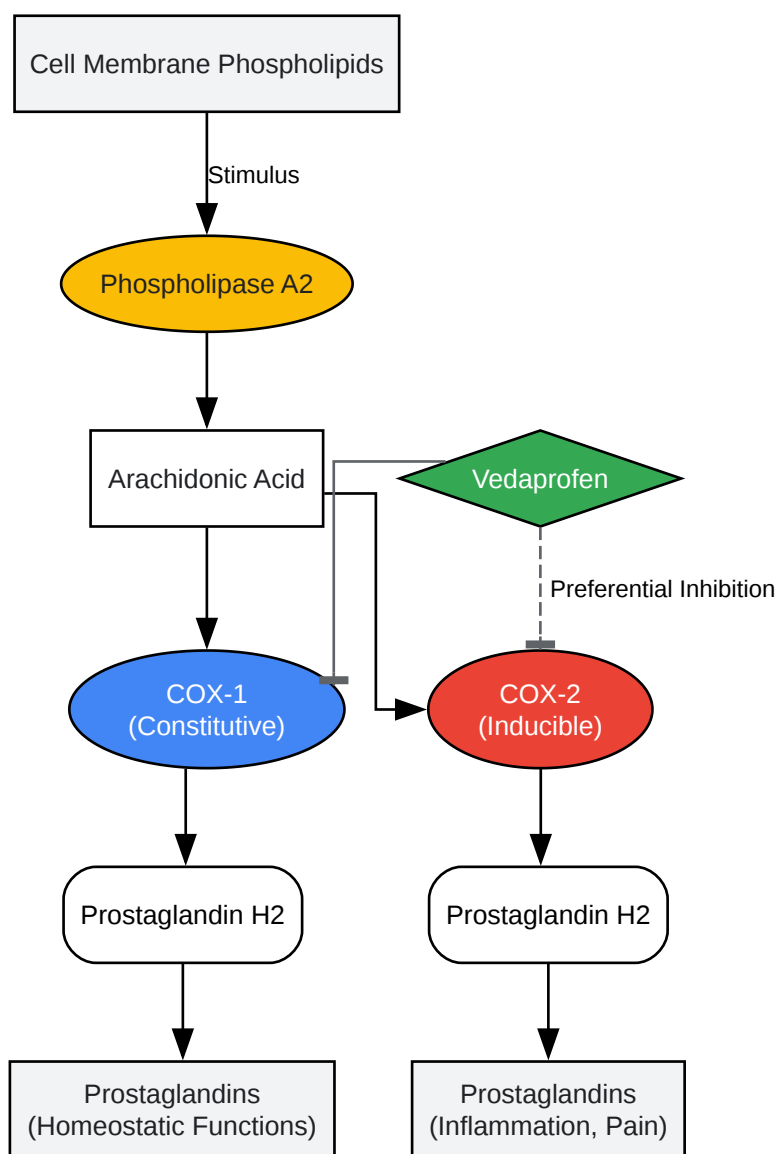 Cell Membrane Phospholipids
Stimulus
Phospholipase A2
Arachidonic Acid
Vedaprofen
Preferential Inhibition
COX-1
(Constitutive)
COX-2
(Inducible)
Prostaglandin H2
Prostaglandin H2
Prostaglandins
(Homeostatic Functions)
Prostaglandins
(Inflammation, Pain)